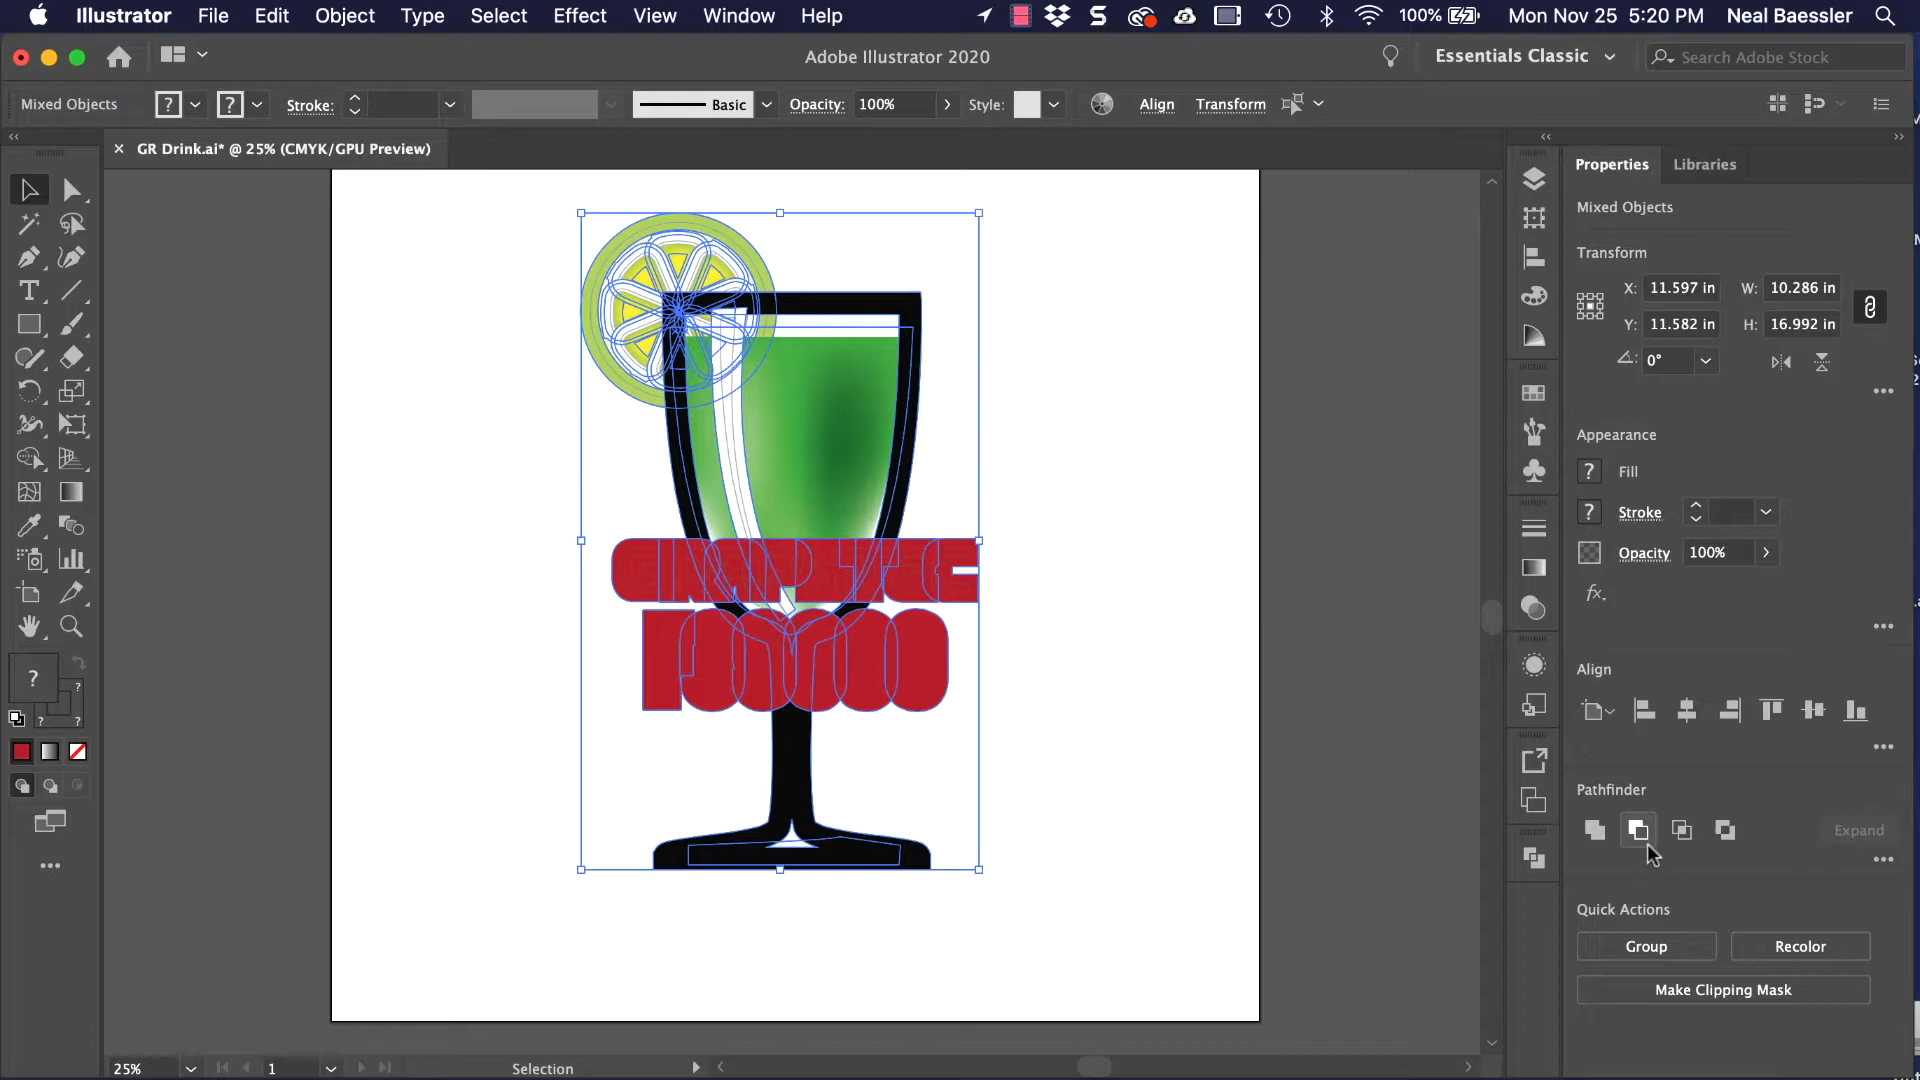 Illustrator File Edit Object Type Select Effect View Window Help 100% Mon Nov 25 5:20 PM Neal Baessler
Adobe Illustrator 2020 Essentials Classic Search Adobe Stock
Mixed Objects ? ? Stroke: Basic Opacity: 100% Style: Align Transform
GR Drink.ai* @ 25% (CMYK/GPU Preview)
Properties Libraries
Mixed Objects
Transform
X: 11.597 in W: 10.286 in
Y: 11.582 in H: 16.992 in
0°
Appearance
? Fill
? Stroke
Opacity 100%
fx.
Align
Pathfinder
Expand
Quick Actions
Group Recolor
Make Clipping Mask
?
?
? ?
25% 1 Selection